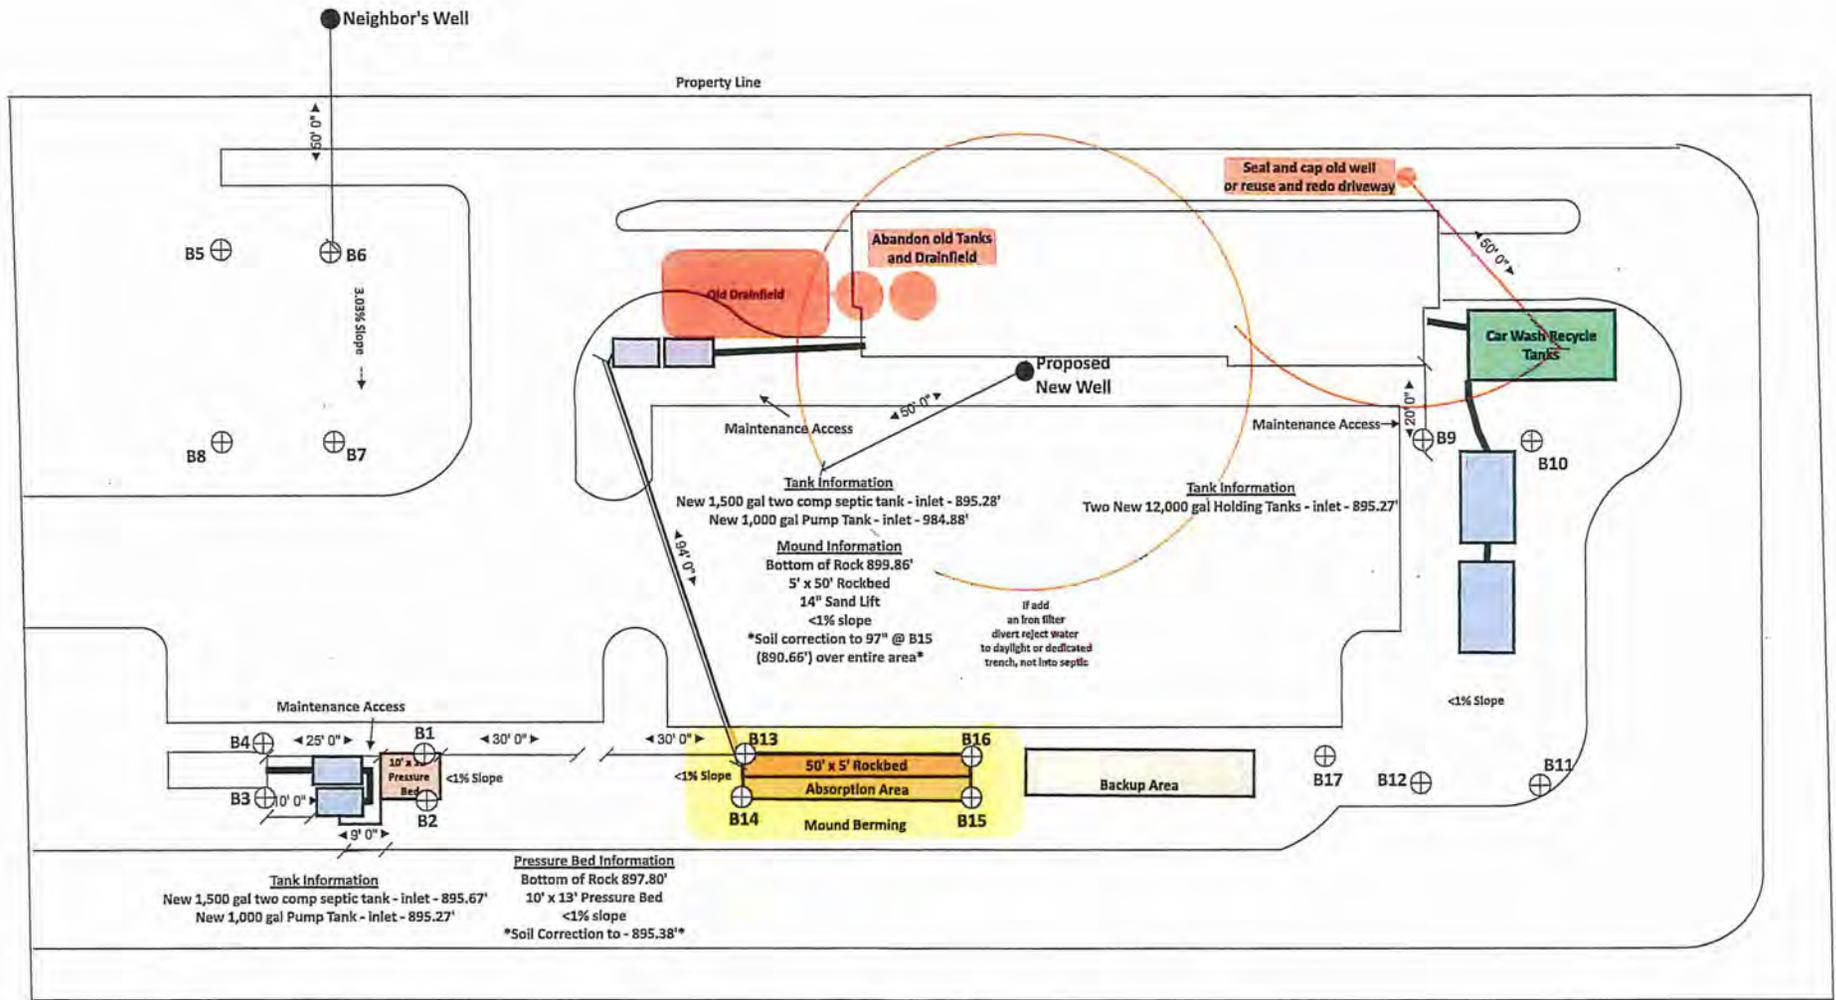 Neighbor's Well
Property Line
50' 0"
Seal and cap old well
or reuse and redo driveway
B5
B6
Abandon old Tanks
and Drainfield
50' 0"
3.03% Slope
Old Drainfield
Car Wash Recycle
Tanks
Proposed
New Well
50' 0"
20' 0"
Maintenance Access
Maintenance Access
B8
B7
B9
B10
Tank Information
New 1,500 gal two comp septic tank - inlet - 895.28'
New 1,000 gal Pump Tank - inlet - 984.88'
Tank Information
Two New 12,000 gal Holding Tanks - inlet - 895.27'
94' 0"
Mound Information
Bottom of Rock 899.86'
5' x 50' Rockbed
14" Sand Lift
<1% slope
*Soil correction to 97" @ B15
(890.66') over entire area*
If add
an iron filter
divert reject water
to daylight or dedicated
trench, not into septic
<1% Slope
Maintenance Access
B4
25' 0"
B1
30' 0"
30' 0"
B13
B16
10' x
Pressure
Bed
<1% Slope
<1% Slope
50' x 5' Rockbed
Absorption Area
Backup Area
B17
B12
B11
B3
10' 0"
B2
B14
B15
Mound Berming
9' 0"
Tank Information
New 1,500 gal two comp septic tank - inlet - 895.67'
New 1,000 gal Pump Tank - inlet - 895.27'
Pressure Bed Information
Bottom of Rock 897.80'
10' x 13' Pressure Bed
<1% slope
*Soil Correction to - 895.38'*